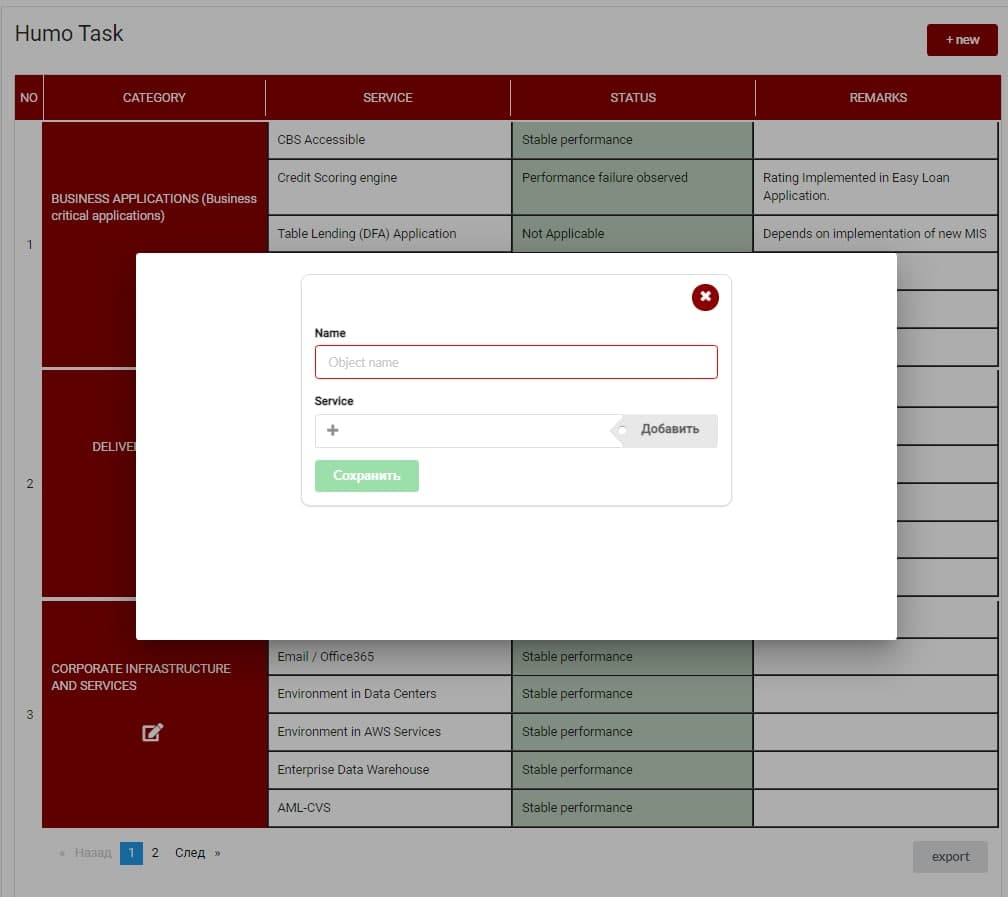 Humo Task
+ new
NO CATEGORY SERVICE STATUS REMARKS
1
BUSINESS APPLICATIONS (Business
critical applications)
CBS Accessible Stable performance
Credit Scoring engine Performance failure observed Rating Implemented in Easy Loan
Application.
Table Lending (DFA) Application Not Applicable Depends on implementation of new MIS
Name
Object name
Service
+ Добавить
Сохранить
2
3
CORPORATE INFRASTRUCTURE
AND SERVICES
Email / Office365 Stable performance
Environment in Data Centers Stable performance
Environment in AWS Services Stable performance
Enterprise Data Warehouse Stable performance
AML-CVS Stable performance
« Назад 1 2 След »
export